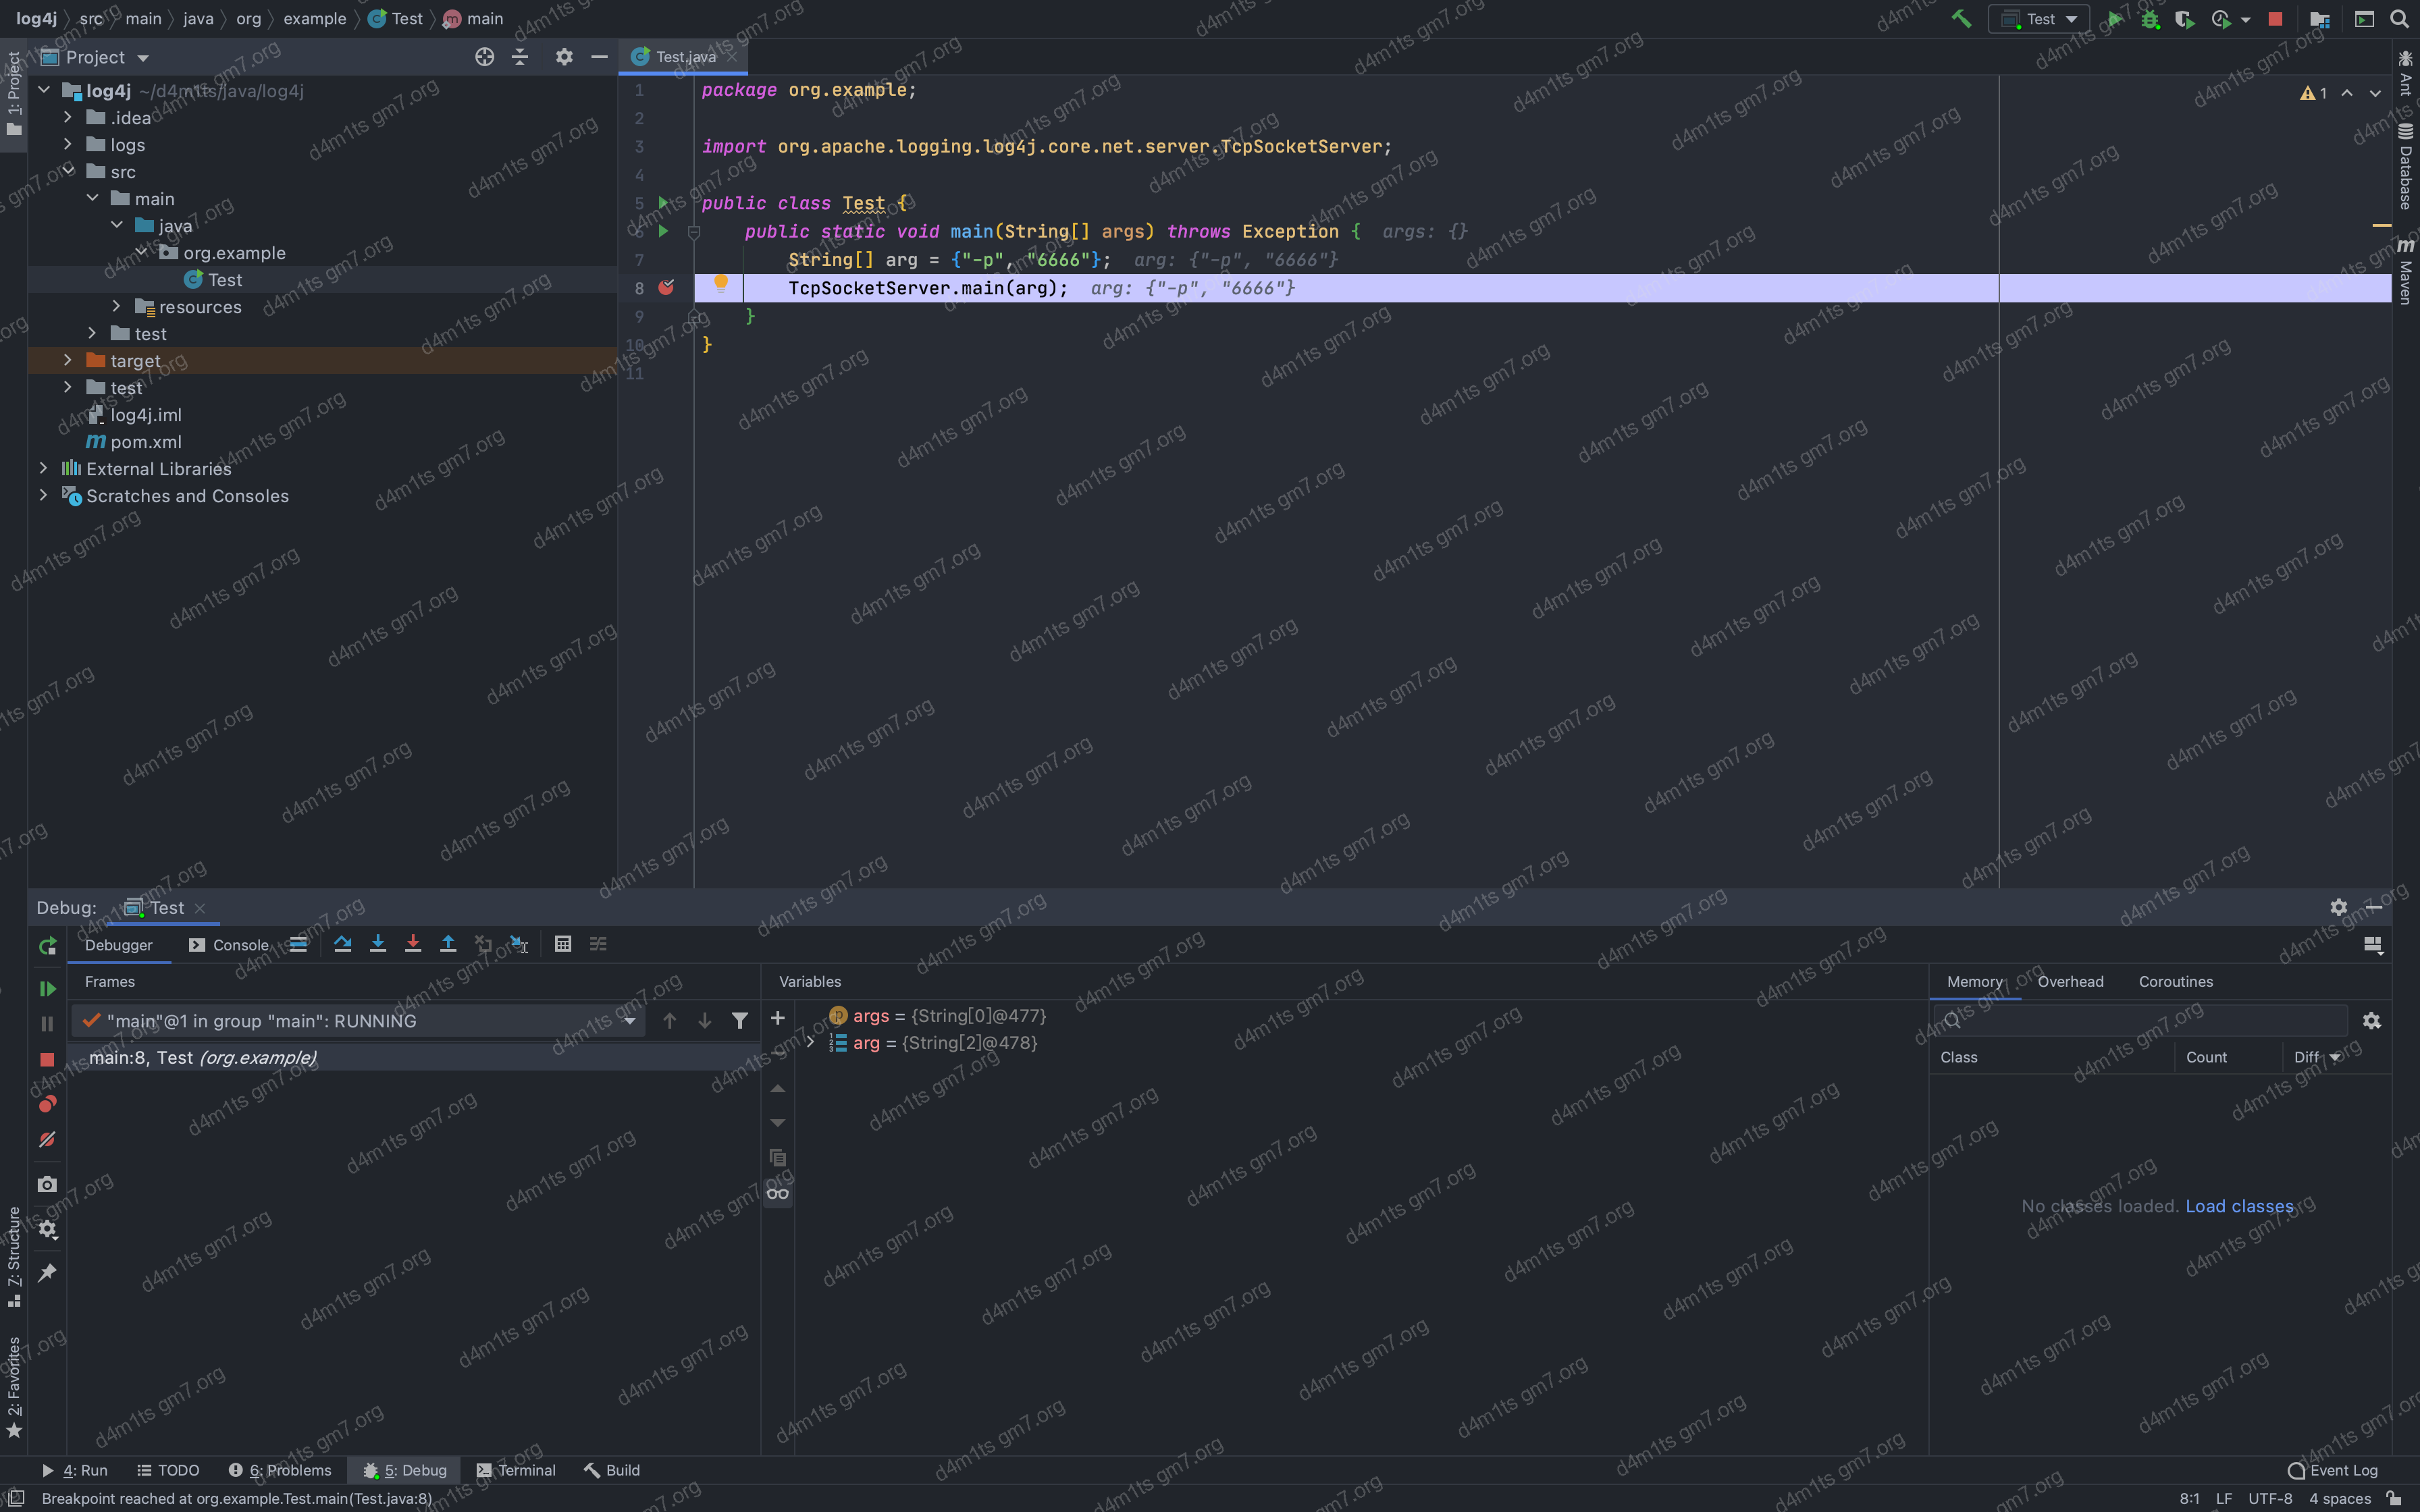 log4j src main java org example Test main
Test
Project
Test.java
1: Project
log4j ~/d4m1ts/java/log4j
.idea
logs
src
main
java
org.example
Test
resources
test
target
test
log4j.iml
pom.xml
External Libraries
Scratches and Consoles
1 package org.example;
2
3 import org.apache.logging.log4j.core.net.server.TcpSocketServer;
4
5 public class Test {
6 public static void main(String[] args) throws Exception { args: {}
7 String[] arg = {"-p", "6666"}; arg: {"-p", "6666"}
8 TcpSocketServer.main(arg); arg: {"-p", "6666"}
9 }
10 }
11
1
Ant
Database
Maven
Debug: Test
Debugger Console
Frames
"main"@1 in group "main": RUNNING
main:8, Test (org.example)
Variables
args = {String[0]@477}
arg = {String[2]@478}
Memory Overhead Coroutines
Class Count Diff
No classes loaded. Load classes
7: Structure
2: Favorites
4: Run TODO 6: Problems 5: Debug Terminal Build Event Log
Breakpoint reached at org.example.Test.main(Test.java:8) 8:1 LF UTF-8 4 spaces
d4m1ts gm7.org